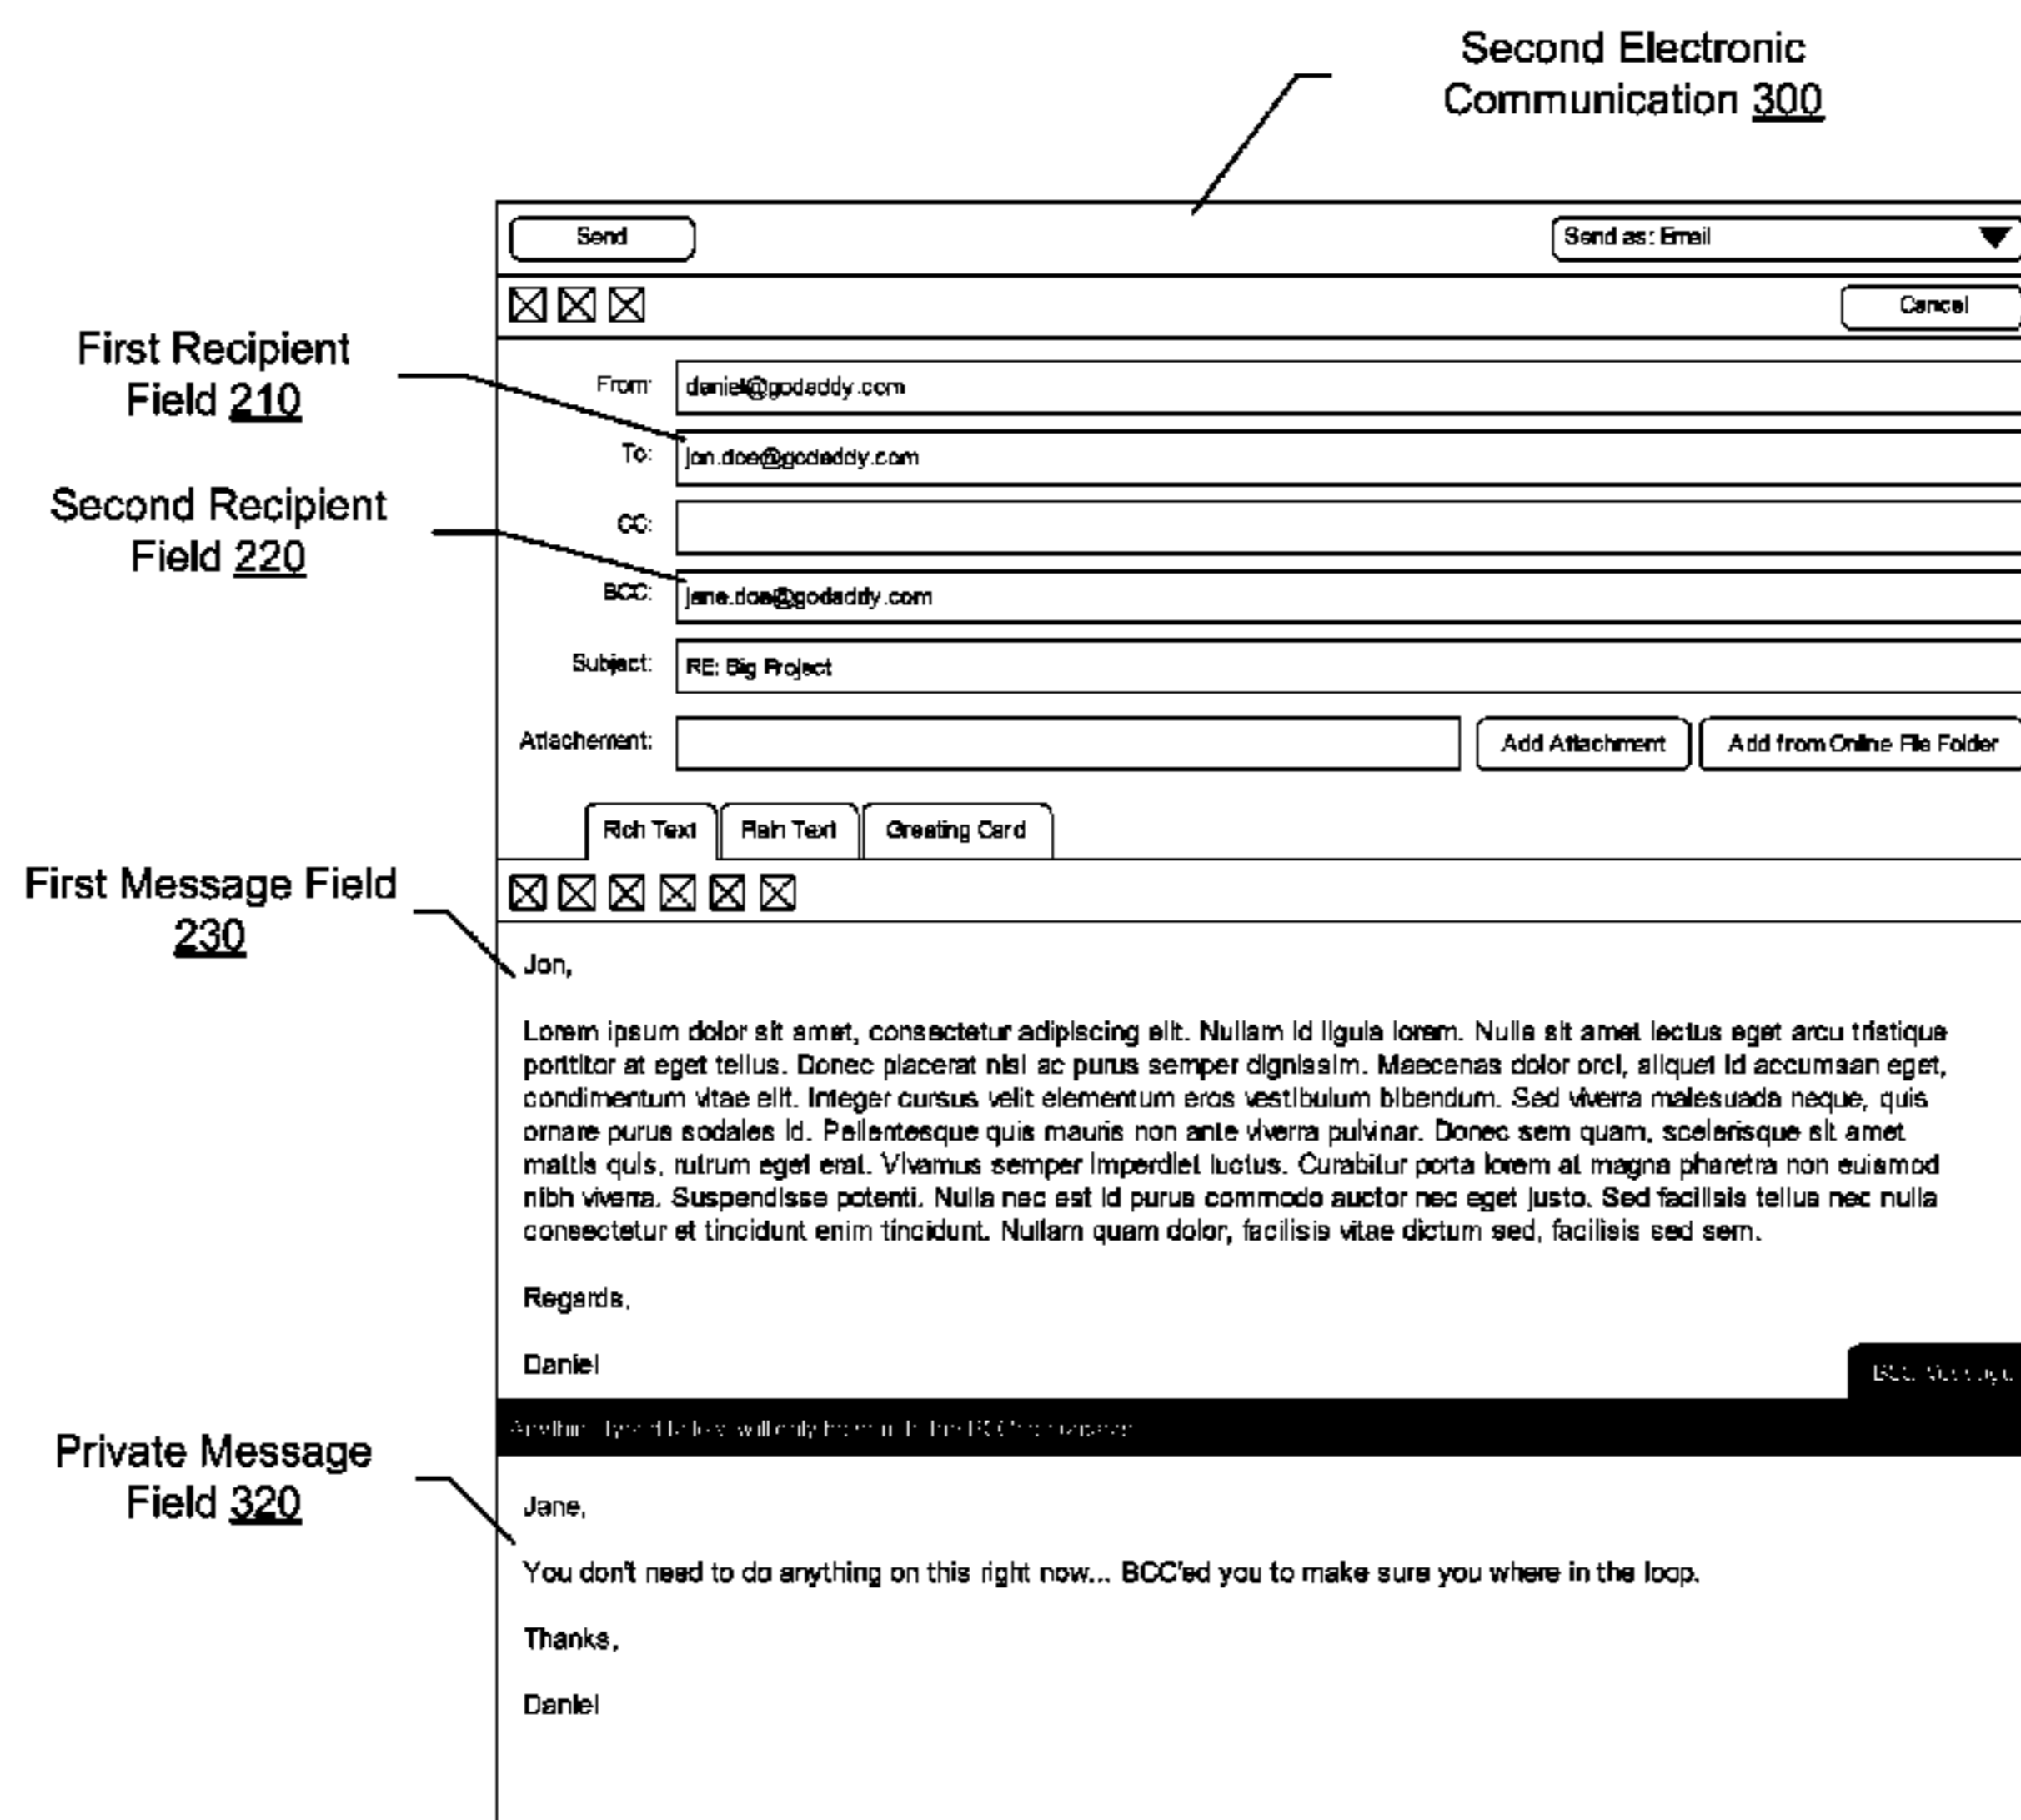 Second Electronic
Communication 300
Send
Send as: Email
Cancel
First Recipient
Field 210
From: daniel@godaddy.com
To: jon.doe@godaddy.com
Second Recipient
Field 220
CC:
BCC: jane.doe@godaddy.com
Subject: RE: Big Project
Attachement: Add Attachment Add from Online File Folder
Rich Text Plain Text Greeting Card
First Message Field
230
Jon,
Lorem ipsum dolor sit amet, consectetur adipiscing elit. Nullam id ligula lorem. Nulla sit amet lectus eget arcu tristique
porttitor at eget tellus. Donec placerat nisl ac purus semper dignissim. Maecenas dolor orci, aliquet id accumsan eget,
condimentum vitae elit. Integer cursus velit elementum eros vestibulum bibendum. Sed viverra malesuada neque, quis
ornare purus sodales id. Pellentesque quis mauris non ante viverra pulvinar. Donec sem quam, scelerisque sit amet
mattis quis, rutrum eget erat. Vivamus semper imperdiet luctus. Curabitur porta lorem at magna pharetra non euismod
nibh viverra. Suspendisse potenti. Nulla nec est id purus commodo auctor nec eget justo. Sed facilisis tellus nec nulla
consectetur et tincidunt enim tincidunt. Nullam quam dolor, facilisis vitae dictum sed, facilisis sed sem.
Regards,
Daniel
BCC Message
will only
Private Message
Field 320
Jane,
You don't need to do anything on this right now... BCC'ed you to make sure you where in the loop.
Thanks,
Daniel